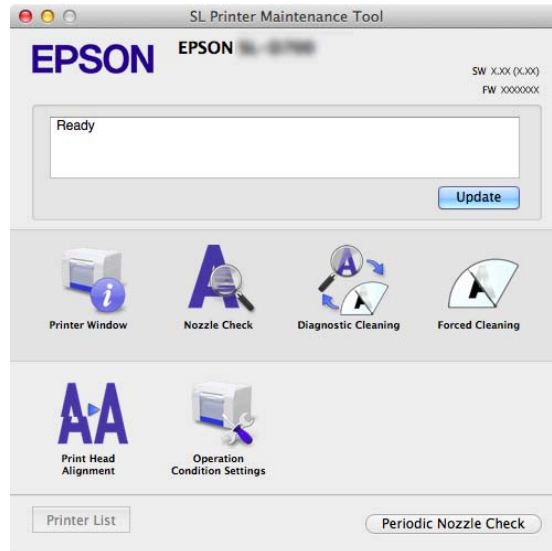 SL Printer Maintenance Tool
EPSON
EPSON
SW X.XX (X.XX)
FW XXXXXXX
Ready
Update
Printer Window
Nozzle Check
Diagnostic Cleaning
Forced Cleaning
Print Head
Alignment
Operation
Condition Settings
Printer List
Periodic Nozzle Check